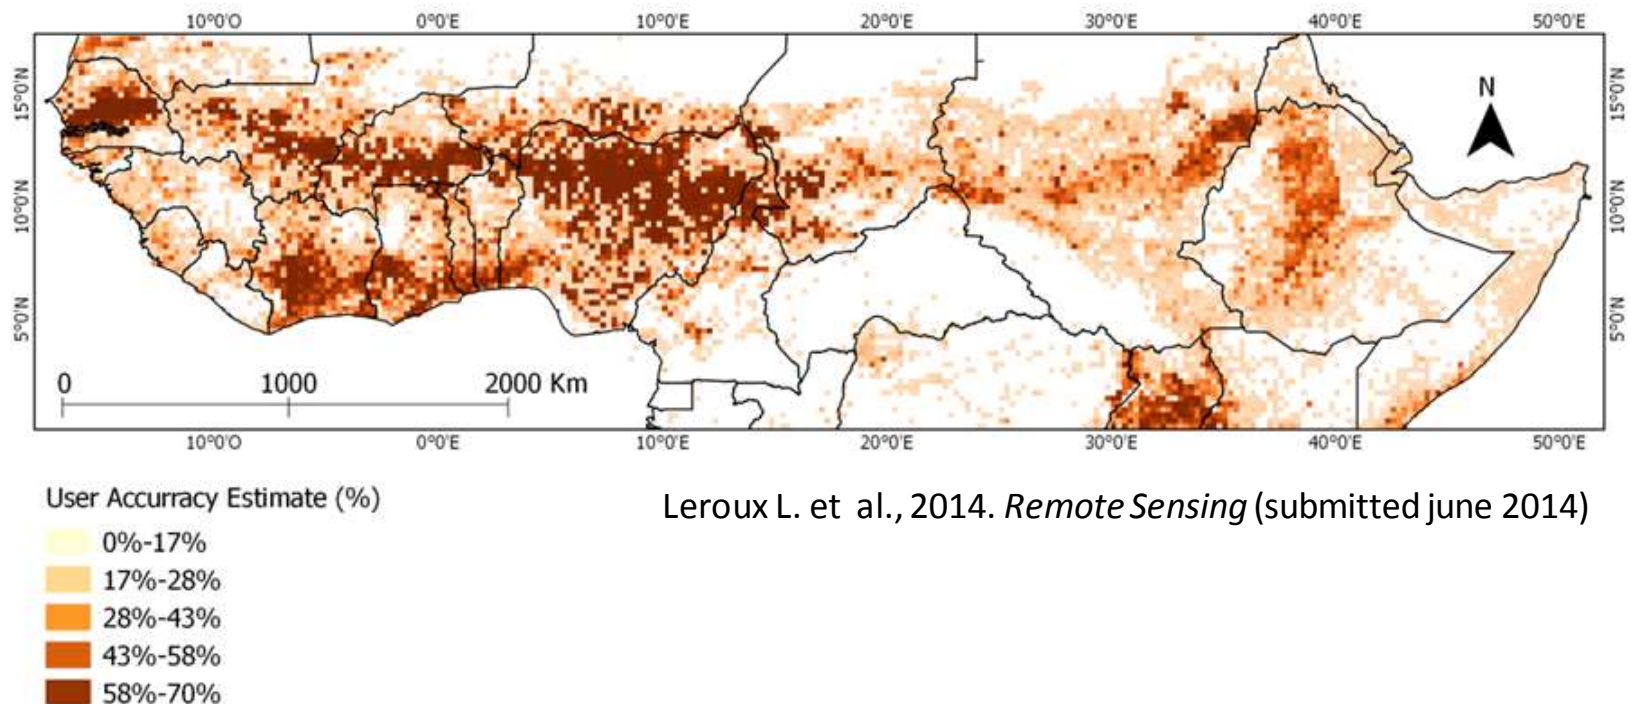 10°0'O 0°0'E 10°0'E 20°0'E 30°0'E 40°0'E 50°0'E
15°0'N 15°0'N
N
10°0'N 10°0'N
5°0'N 5°0'N
0 1000 2000 Km
10°0'O 0°0'E 10°0'E 20°0'E 30°0'E 40°0'E 50°0'E
User Accurracy Estimate (%)
Leroux L. et al., 2014. Remote Sensing (submitted june 2014)
0%-17%
17%-28%
28%-43%
43%-58%
58%-70%